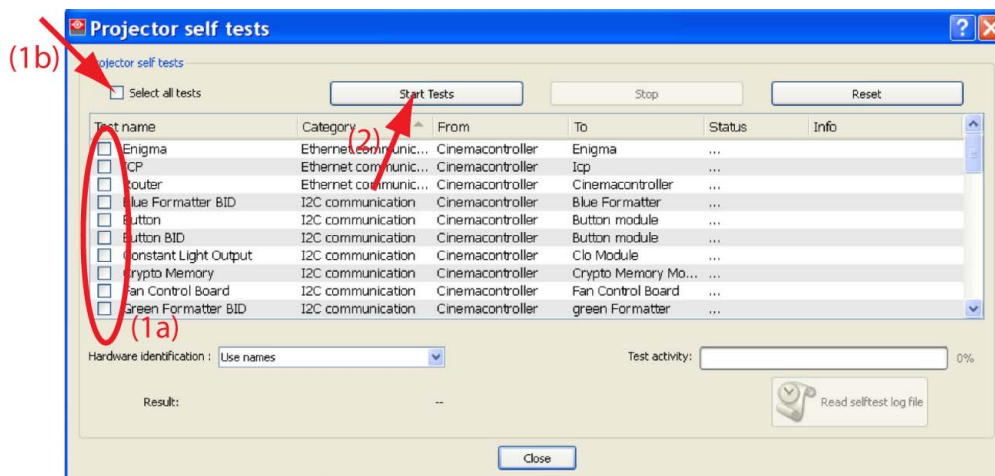 Projector self tests
(1b)
Projector self tests
Select all tests Start Tests Stop Reset
Test name Category From To Status Info
(2)
Enigma Ethernet communic... Cinemacontroller Enigma ...
ICP Ethernet communic... Cinemacontroller Icp ...
Router Ethernet communic... Cinemacontroller Cinemacontroller ...
Blue Formatter BID I2C communication Cinemacontroller Blue Formatter ...
Button I2C communication Cinemacontroller Button module ...
Button BID I2C communication Cinemacontroller Button module ...
Constant Light Output I2C communication Cinemacontroller Clo Module ...
Crypto Memory I2C communication Cinemacontroller Crypto Memory Mo... ...
Fan Control Board I2C communication Cinemacontroller Fan Control Board ...
Green Formatter BID I2C communication Cinemacontroller green Formatter ...
(1a)
Hardware identification : Use names Test activity: 0%
Result: -- Read selftest log file
Close